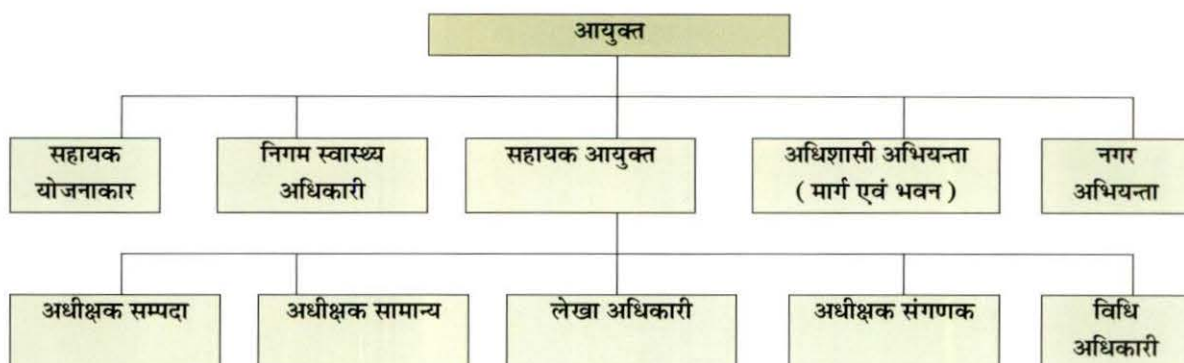 आयुक्त
सहायक
योजनाकार
निगम स्वास्थ्य
अधिकारी
सहायक आयुक्त
अधिशासी अभियन्ता
( मार्ग एवं भवन )
नगर
अभियन्ता
अधीक्षक सम्पदा
अधीक्षक सामान्य
लेखा अधिकारी
अधीक्षक संगणक
विधि
अधिकारी